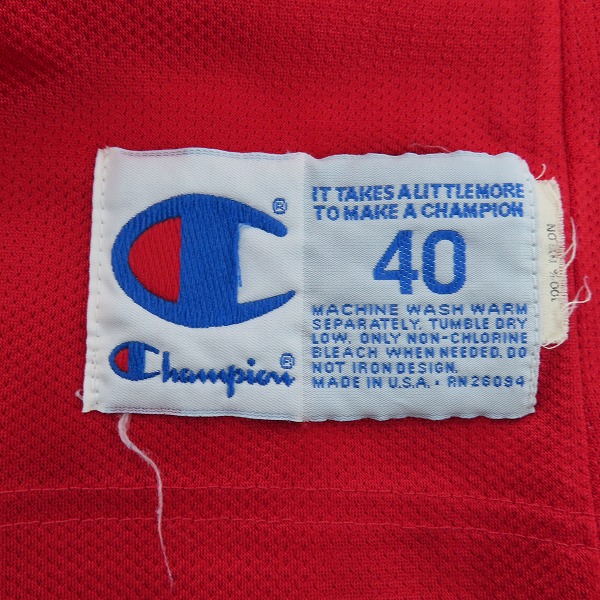 ®
Champion®
IT TAKES A LITTLE MORE
TO MAKE A CHAMPION
40
MACHINE WASH WARM
SEPARATELY. TUMBLE DRY
LOW. ONLY NON-CHLORINE
BLEACH WHEN NEEDED. DO
NOT IRON DESIGN.
MADE IN U.S.A. • RN 26094
100%